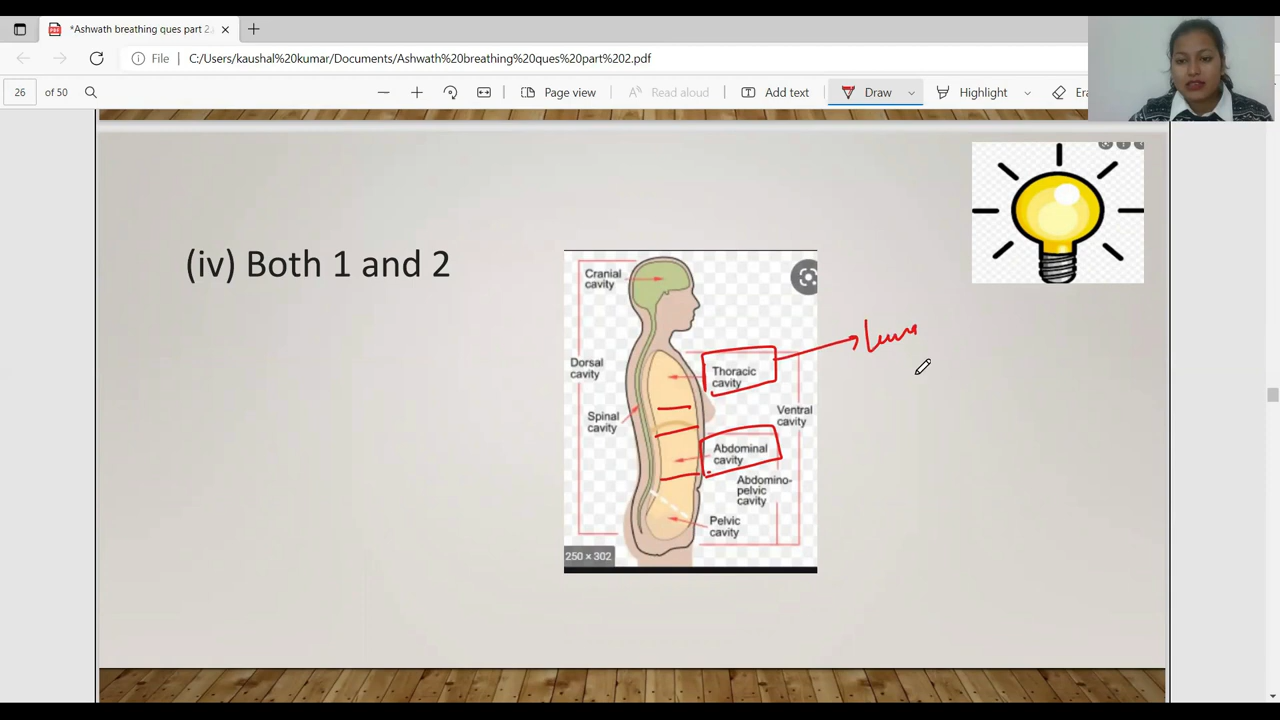 *Ashwath breathing ques part 2.
File
C:/Users/kaushal%20kumar/Documents/Ashwath%20breathing%20ques%20part%202.pdf
26
of 50
Page view
Read aloud
Add text
Draw
Highlight
Era
(iv) Both 1 and 2
Cranial
cavity
Dorsal
cavity
Thoracic
cavity
Spinal
cavity
Ventral
cavity
Abdominal
cavity
Abdomino-
pelvic
cavity
Pelvic
cavity
250 × 302